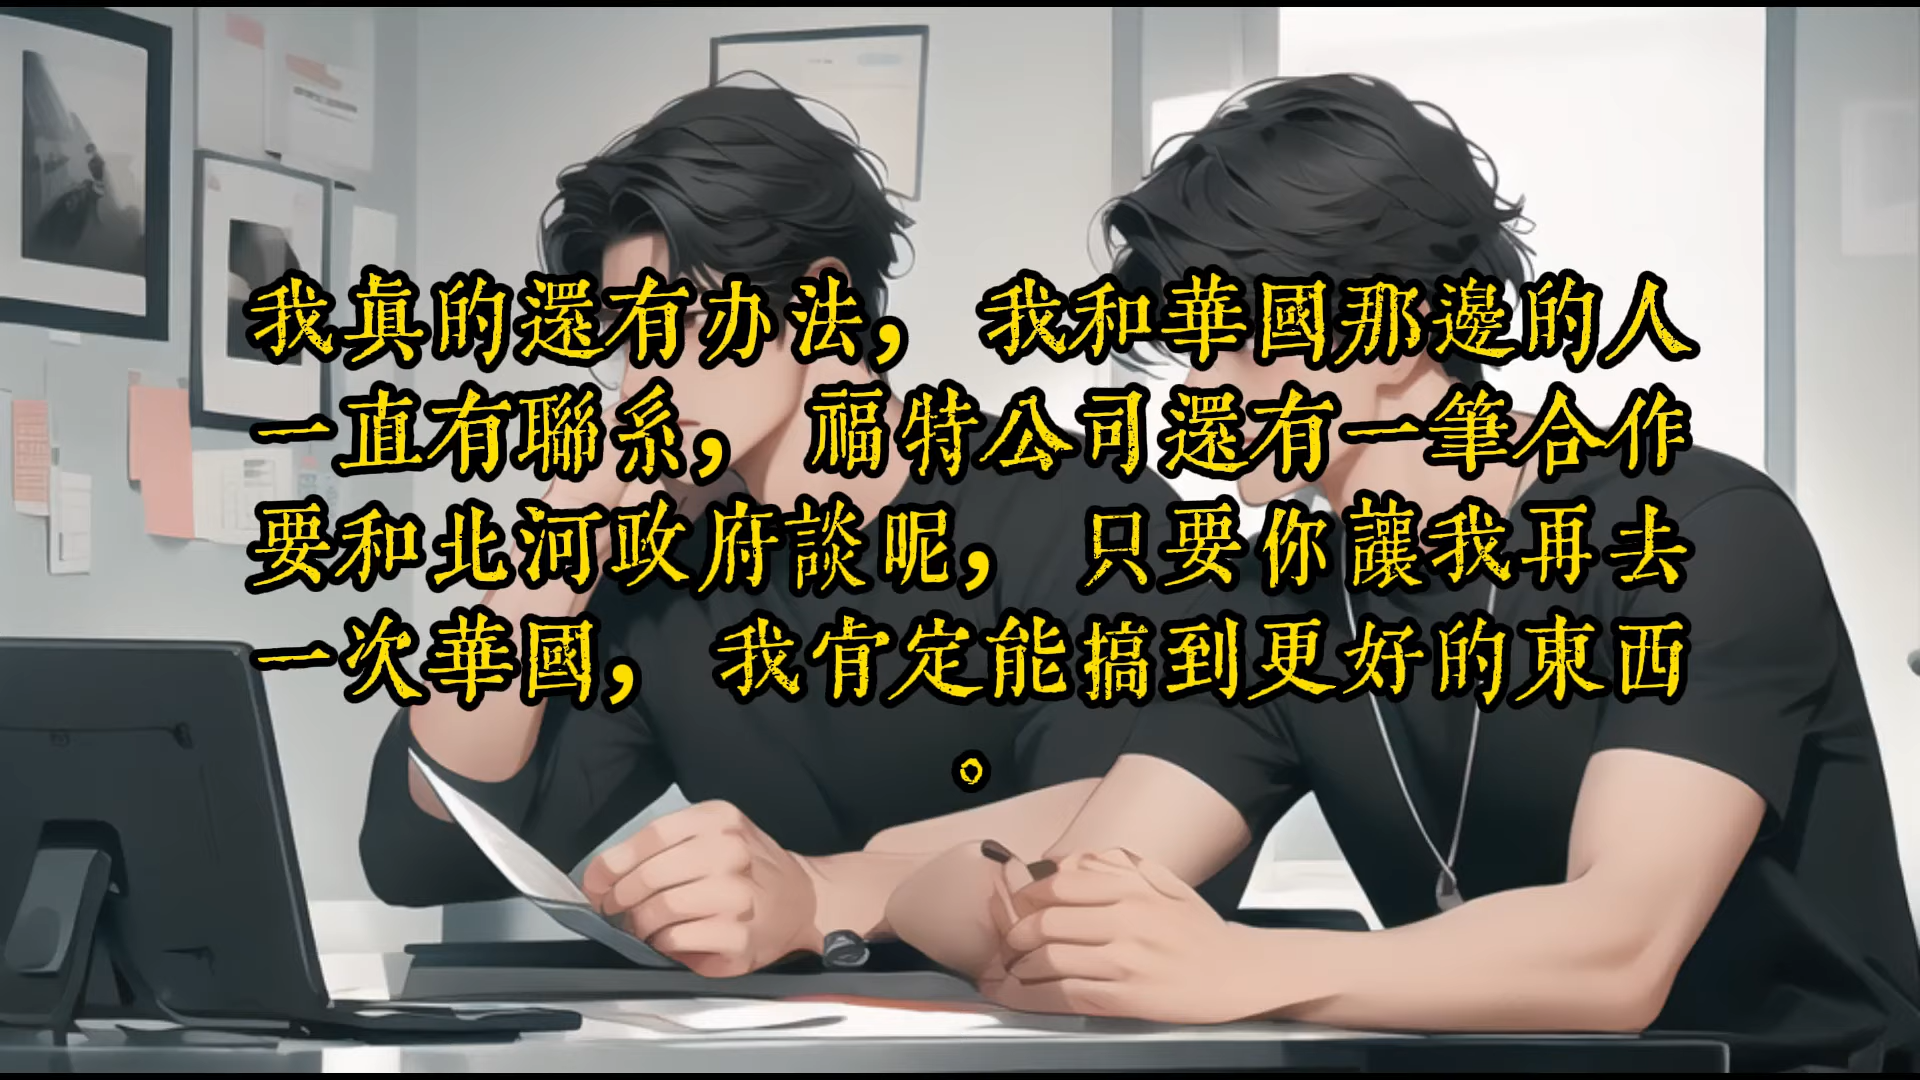 我真的還有办法，我和華國那邊的人
一直有聯系，福特公司還有一筆合作
要和北河政府談呢，只要你讓我再去
一次華國，我肯定能搞到更好的東西
。